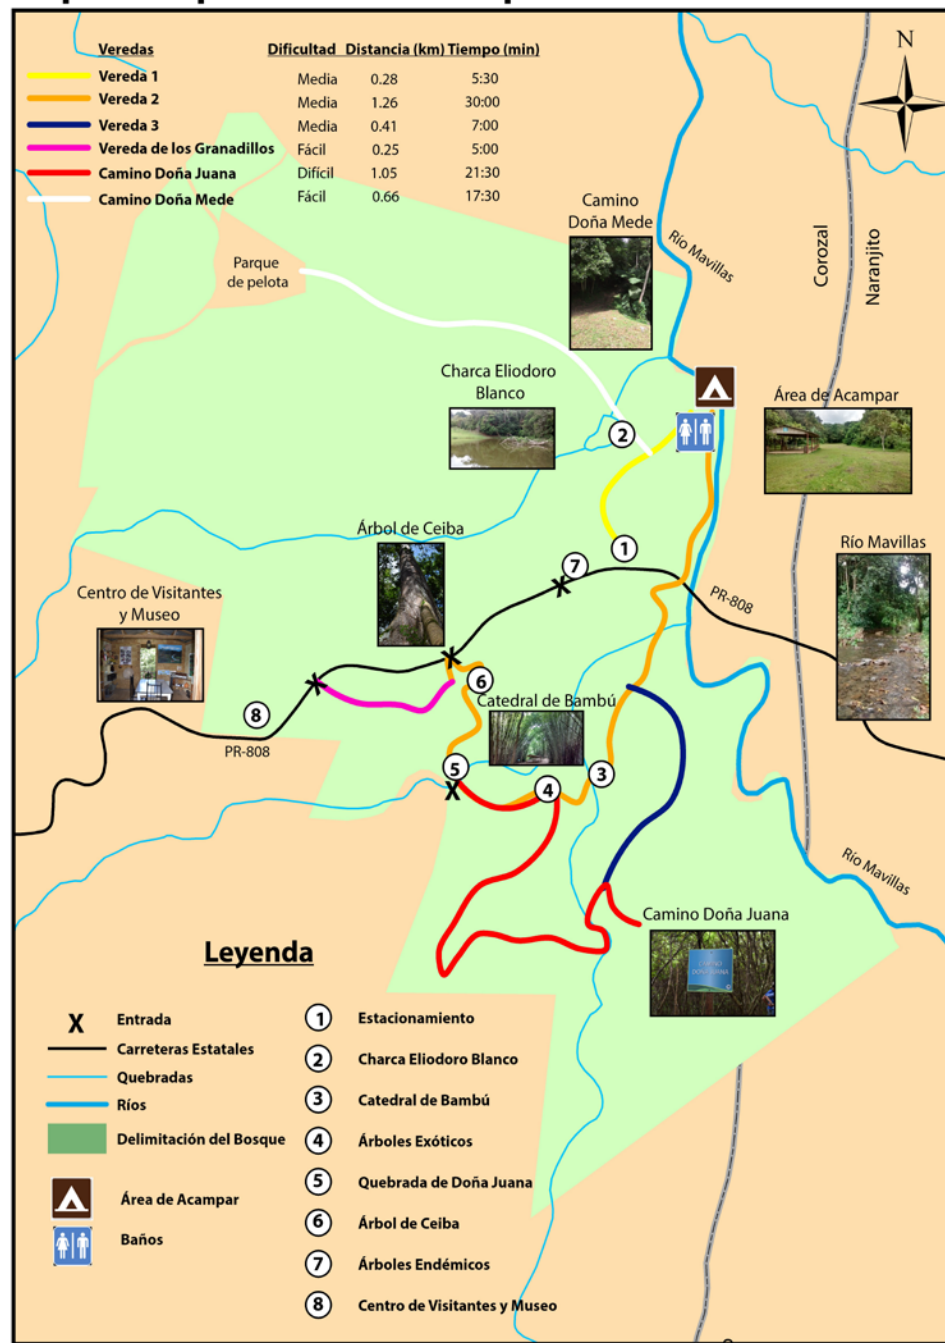 Veredas Dificultad Distancia (km) Tiempo (min)
Vereda 1 Media 0.28 5:30
Vereda 2 Media 1.26 30:00
Vereda 3 Media 0.41 7:00
Vereda de los Granadillos Fácil 0.25 5:00
Camino Doña Juana Difícil 1.05 21:30
Camino Doña Mede Fácil 0.66 17:30
N
Camino
Doña Mede
Río Mavillas
Corozal
Naranjito
Parque
de pelota
Charca Eliodoro
Blanco
Área de Acampar
2
1
Árbol de Ceiba
7
Río Mavillas
PR-808
Centro de Visitantes
y Museo
X
X
X
6
8
Catedral de Bambú
PR-808
5
X
4
3
Río Mavillas
Camino Doña Juana
CAMINO
DOÑA JUANA
Leyenda
X Entrada
Carreteras Estatales
Quebradas
Ríos
Delimitación del Bosque
Área de Acampar
Baños
1 Estacionamiento
2 Charca Eliodoro Blanco
3 Catedral de Bambú
4 Árboles Exóticos
5 Quebrada de Doña Juana
6 Árbol de Ceiba
7 Árboles Endémicos
8 Centro de Visitantes y Museo